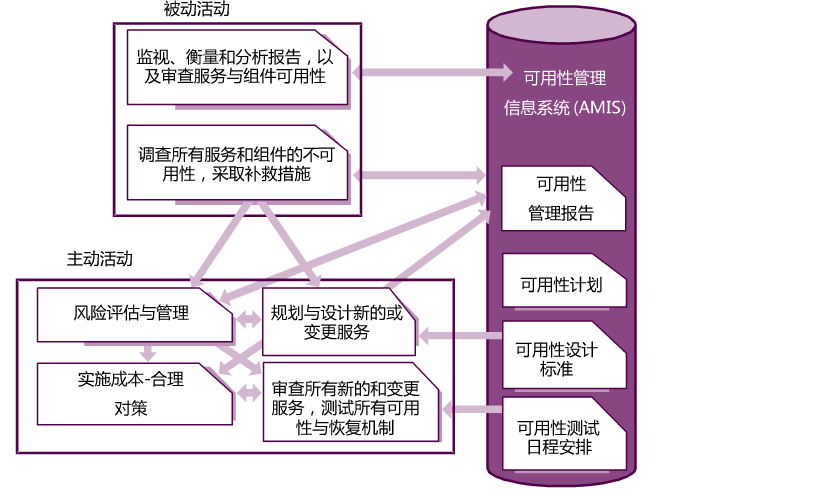 被动活动
监视、衡量和分析报告，以
及审查服务与组件可用性
调查所有服务和组件的不可
用性，采取补救措施
主动活动
风险评估与管理
规划与设计新的或
变更服务
实施成本-合理
对策
审查所有新的和变更
服务，测试所有可用
性与恢复机制
可用性管理
信息系统 (AMIS)
可用性
管理报告
可用性计划
可用性设计
标准
可用性测试
日程安排